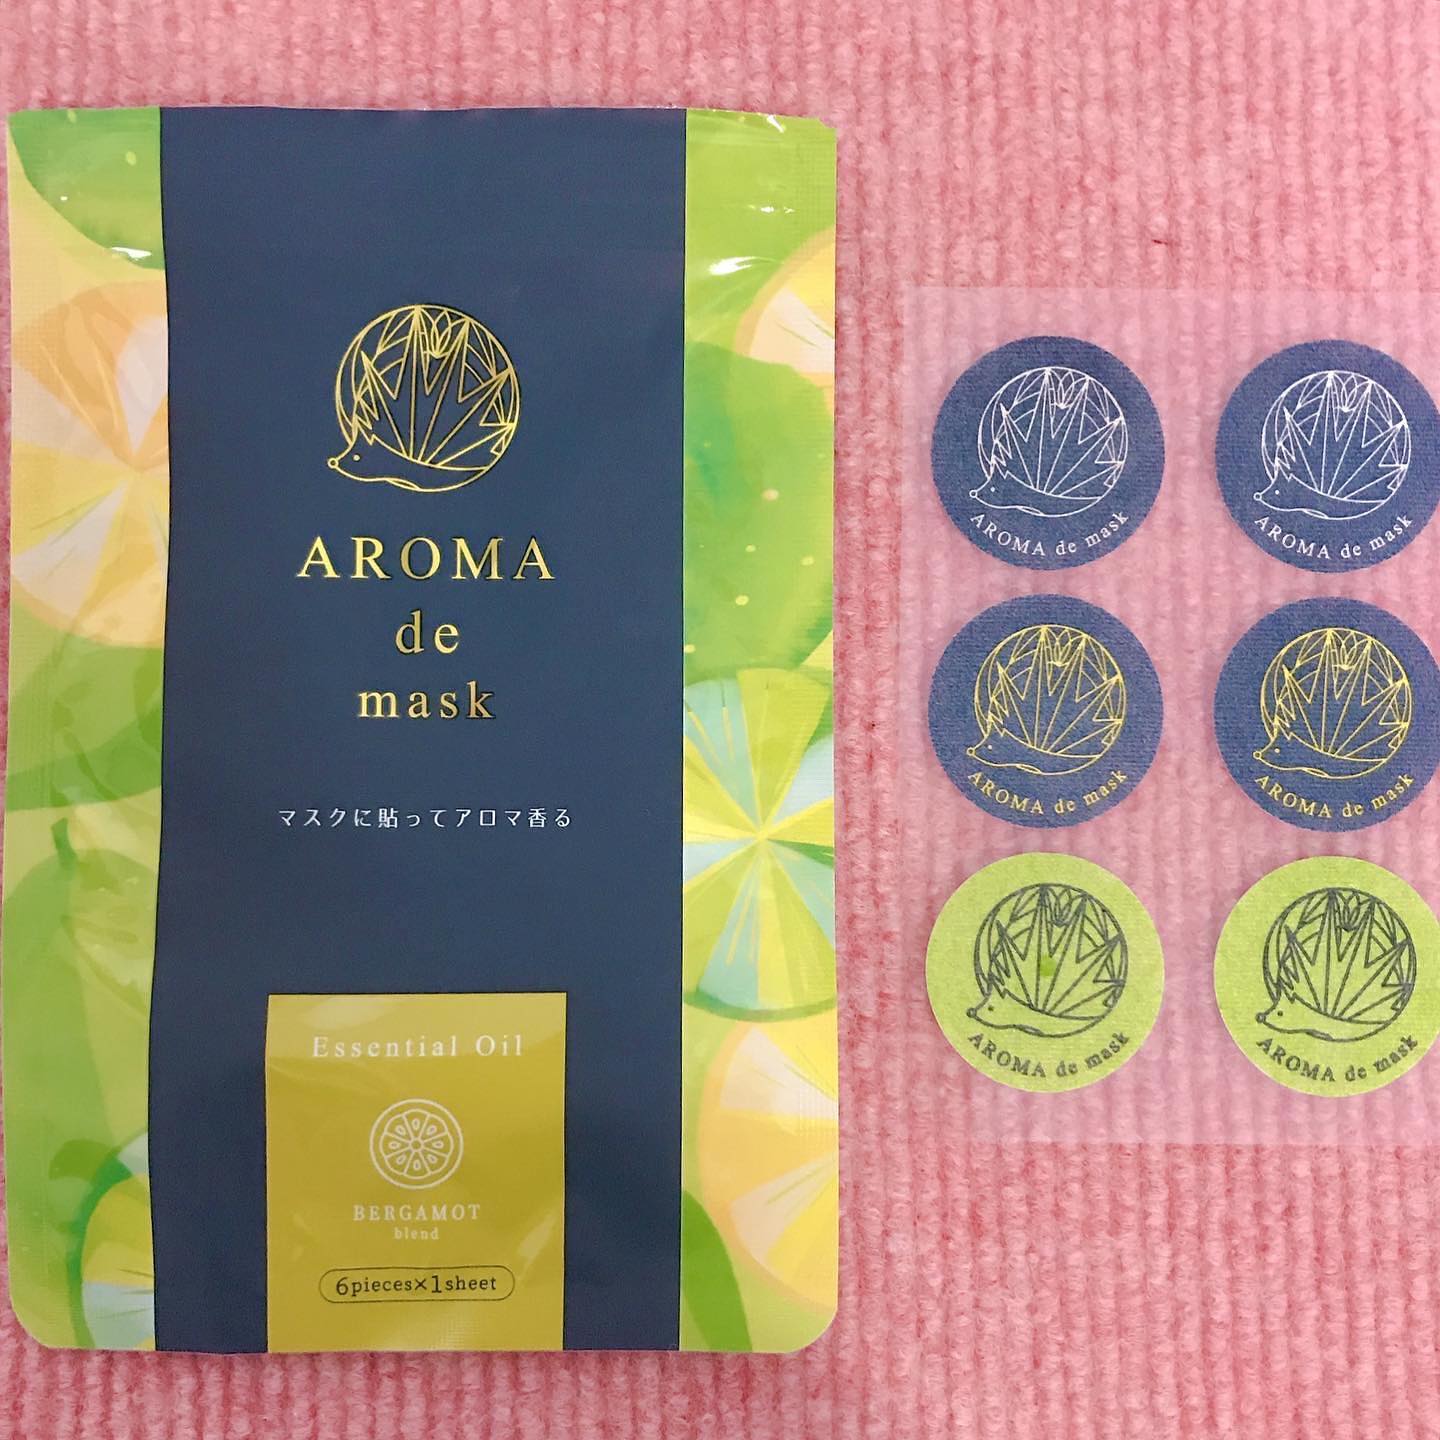 AROMA
de
mask
マスクに貼ってアロマ香る
Essential Oil
BERGAMOT
blend
6pieces×1sheet
AROMA de mask
AROMA de mask
AROMA de mask
AROMA de mask
AROMA de mask
AROMA de mask